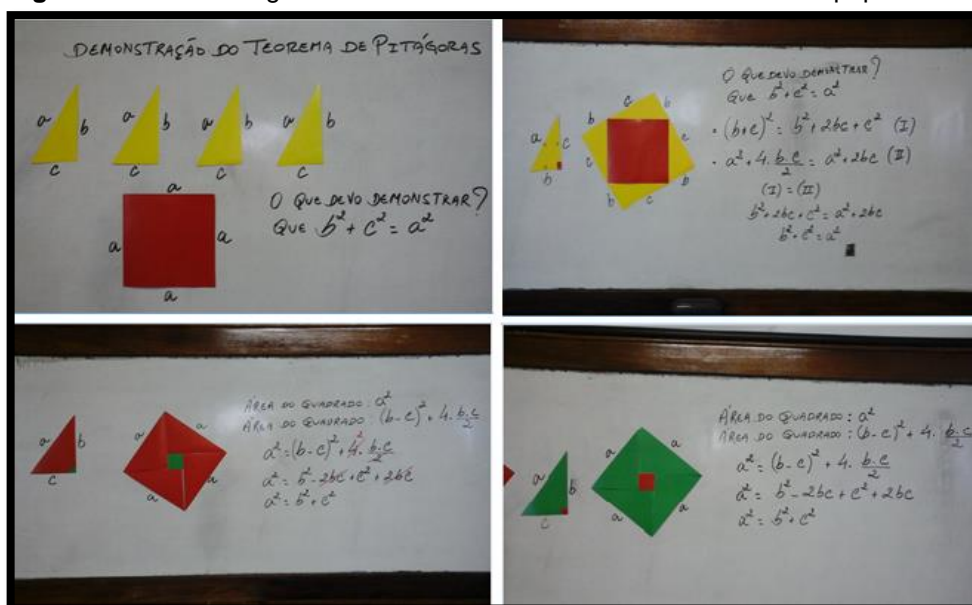 DEMONSTRAÇÃO DO TEOREMA DE PITÁGORAS
a b a b a b a b
c c c c
a
a a
a
O QUE DEVO DEMONSTRAR?
QUE b² + c² = a²
O QUE DEVO DEMONSTRAR?
QUE b² + c² = a²
• (b+c)² = b² + 2bc + c² (I)
• a² + 4. b.c/2 = a² + 2bc (II)
(I) = (II)
b² + 2bc + c² = a² + 2bc
b² + c² = a²
a c
b
c b
b c
c b
b c
a b
c
a a
a a
ÁREA DO QUADRADO: a²
ÁREA DO QUADRADO: (b-c)² + 4. b.c/2
a² = (b-c)² + 4. b.c/2
a² = b² - 2bc + c² + 2bc
a² = b² + c²
a b
c
a a
a a
ÁREA DO QUADRADO: a²
ÁREA DO QUADRADO: (b-c)² + 4. b.c/2
a² = (b-c)² + 4. b.c/2
a² = b² - 2bc + c² + 2bc
a² = b² + c²